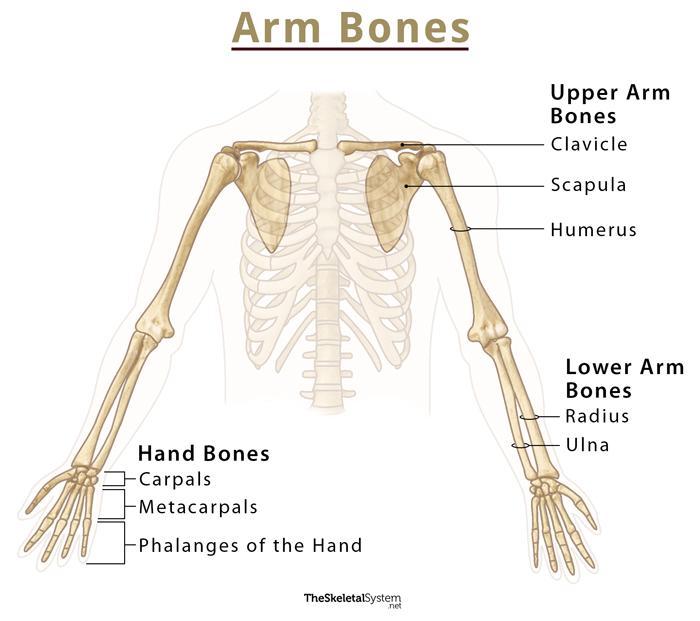 Arm Bones
Upper Arm
Bones
Clavicle
Scapula
Humerus
Lower Arm
Bones
Radius
Ulna
Hand Bones
Carpals
Metacarpals
Phalanges of the Hand
TheSkeletalSystem
.net